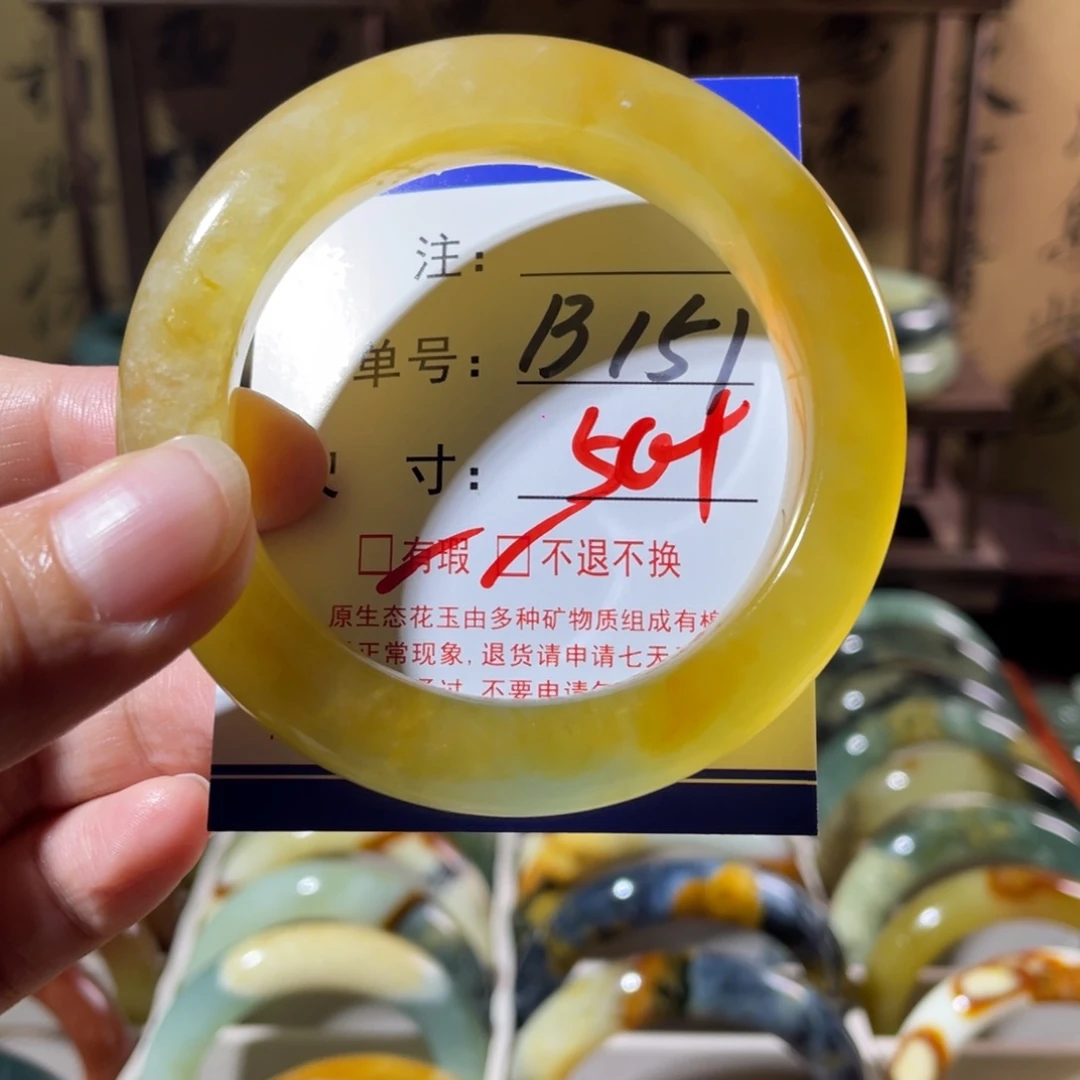 注：
单号： B151
寸： 50+
□有瑕 □不退不换
原生态花玉由多种矿物质组成有棉
正常现象，退货请申请七天
不要申请